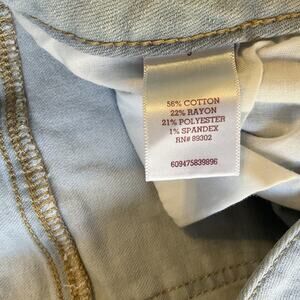 56% COTTON
22% RAYON
21% POLYESTER
1% SPANDEX
RN# 89302
609475839896